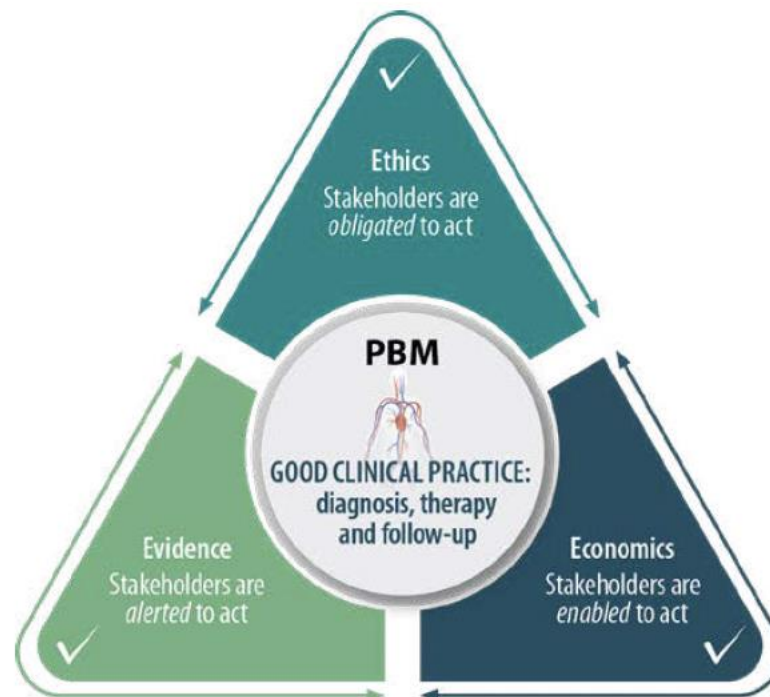 Ethics
Stakeholders are
obligated to act
PBM
GOOD CLINICAL PRACTICE:
diagnosis, therapy
and follow-up
Evidence
Stakeholders are
alerted to act
Economics
Stakeholders are
enabled to act